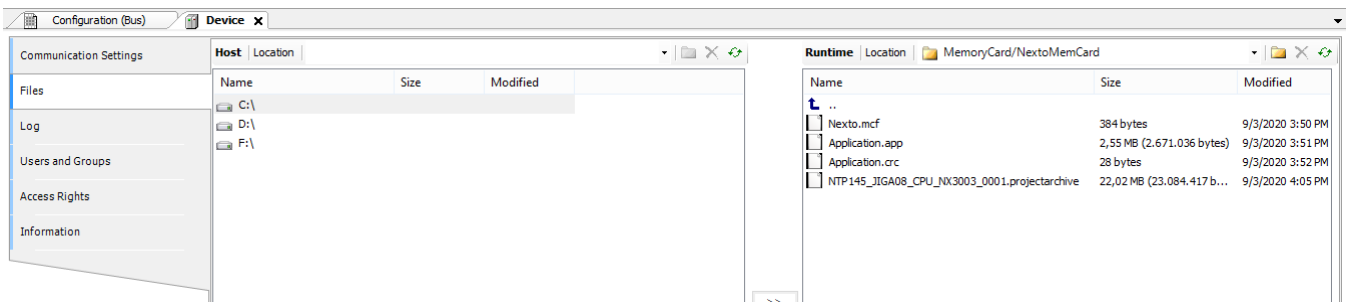 Configuration (Bus) Device x
Communication Settings
Files
Log
Users and Groups
Access Rights
Information
Host Location
Name Size Modified
C:\
D:\
F:\
>>
Runtime Location MemoryCard/NextoMemCard
Name Size Modified
..
Nexto.mcf 384 bytes 9/3/2020 3:50 PM
Application.app 2,55 MB (2.671.036 bytes) 9/3/2020 3:51 PM
Application.crc 28 bytes 9/3/2020 3:52 PM
NTP145_JIGA08_CPU_NX3003_0001.projectarchive 22,02 MB (23.084.417 b... 9/3/2020 4:05 PM